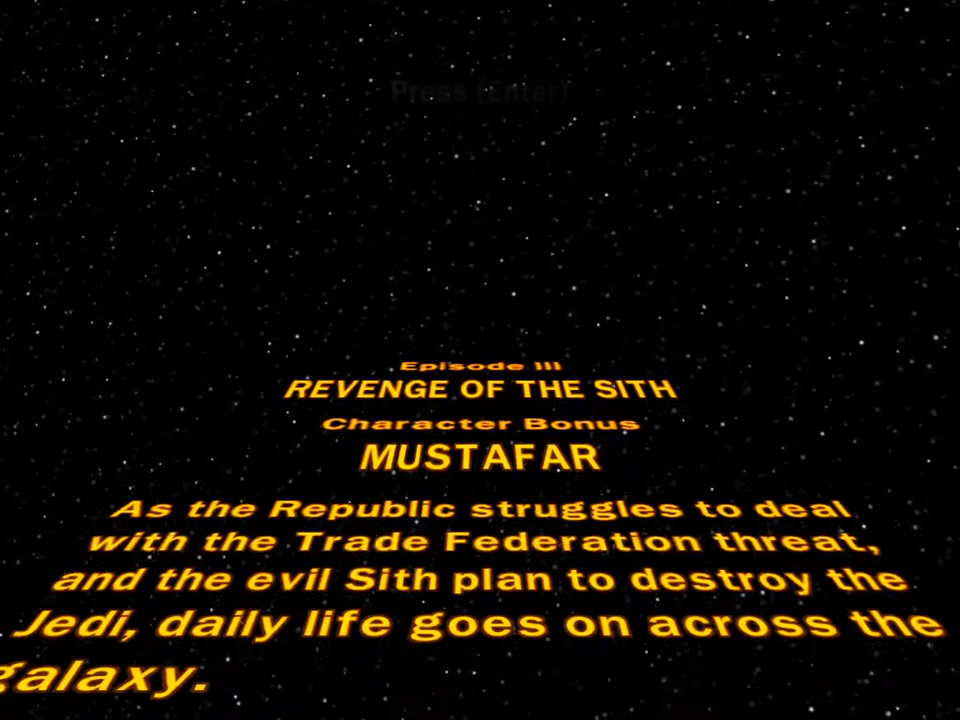 Press (Enter)
Episode III
REVENGE OF THE SITH
Character Bonus
MUSTAFAR
As the Republic struggles to deal
with the Trade Federation threat,
and the evil Sith plan to destroy the
Jedi, daily life goes on across the
galaxy.